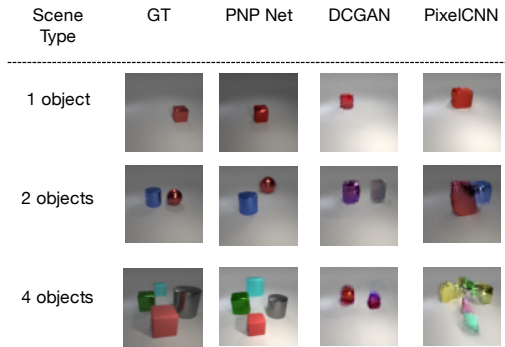 Scene Type GT PNP Net DCGAN PixelCNN
1 object
2 objects
4 objects